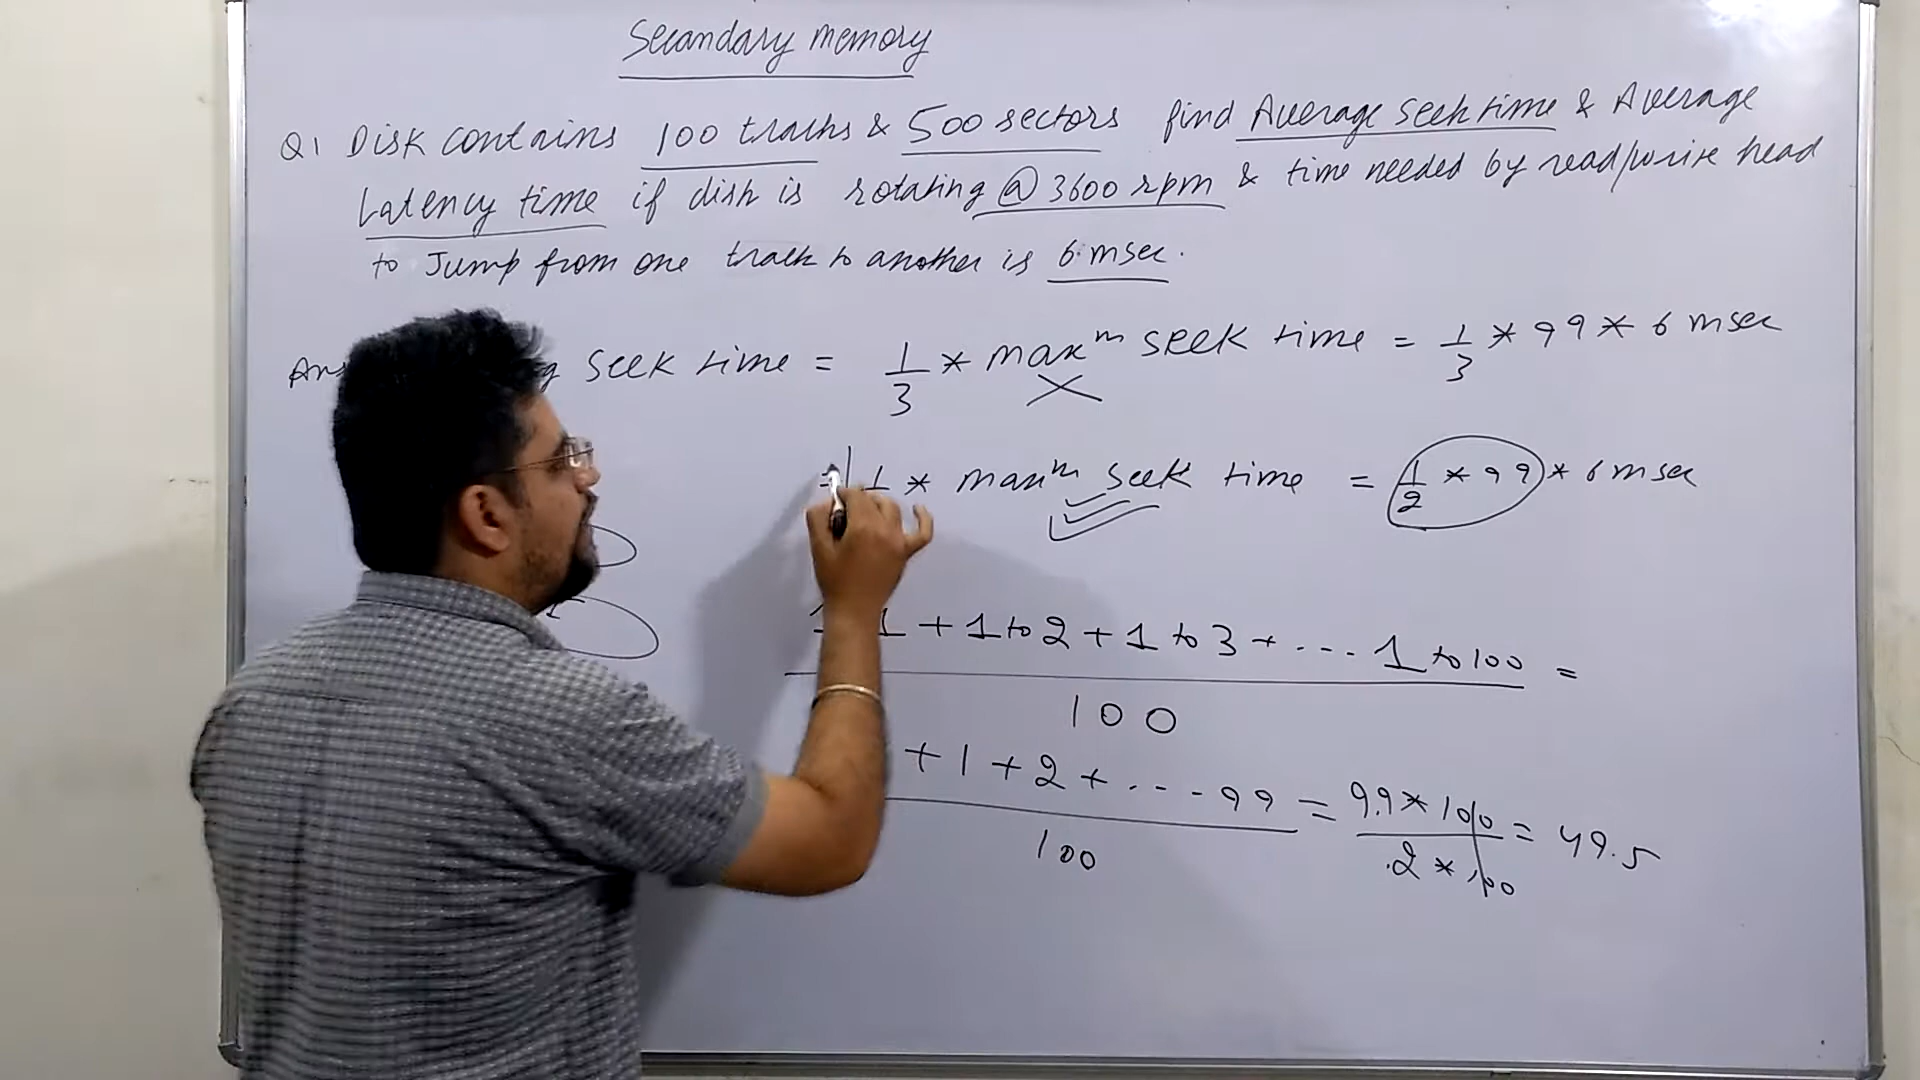 Secondary memory
Q1 Disk contains 100 tracks & 500 sectors find Average seek time & Average
Latency time if disk is rotating @ 3600 rpm & time needed by read/write head
to Jump from one track to another is 6 msec.
Ans seek time = 1/3 * maxᵐ seek time = 1/3 * 99 * 6 msec
= 1 * maxᵐ seek time = 1/2 * 99 * 6 msec
1 + 1 to 2 + 1 to 3 + ... 1 to 100 =
100
+ 1 + 2 + ... 99 = 99 * 100 = 49.5
100 2 * 100